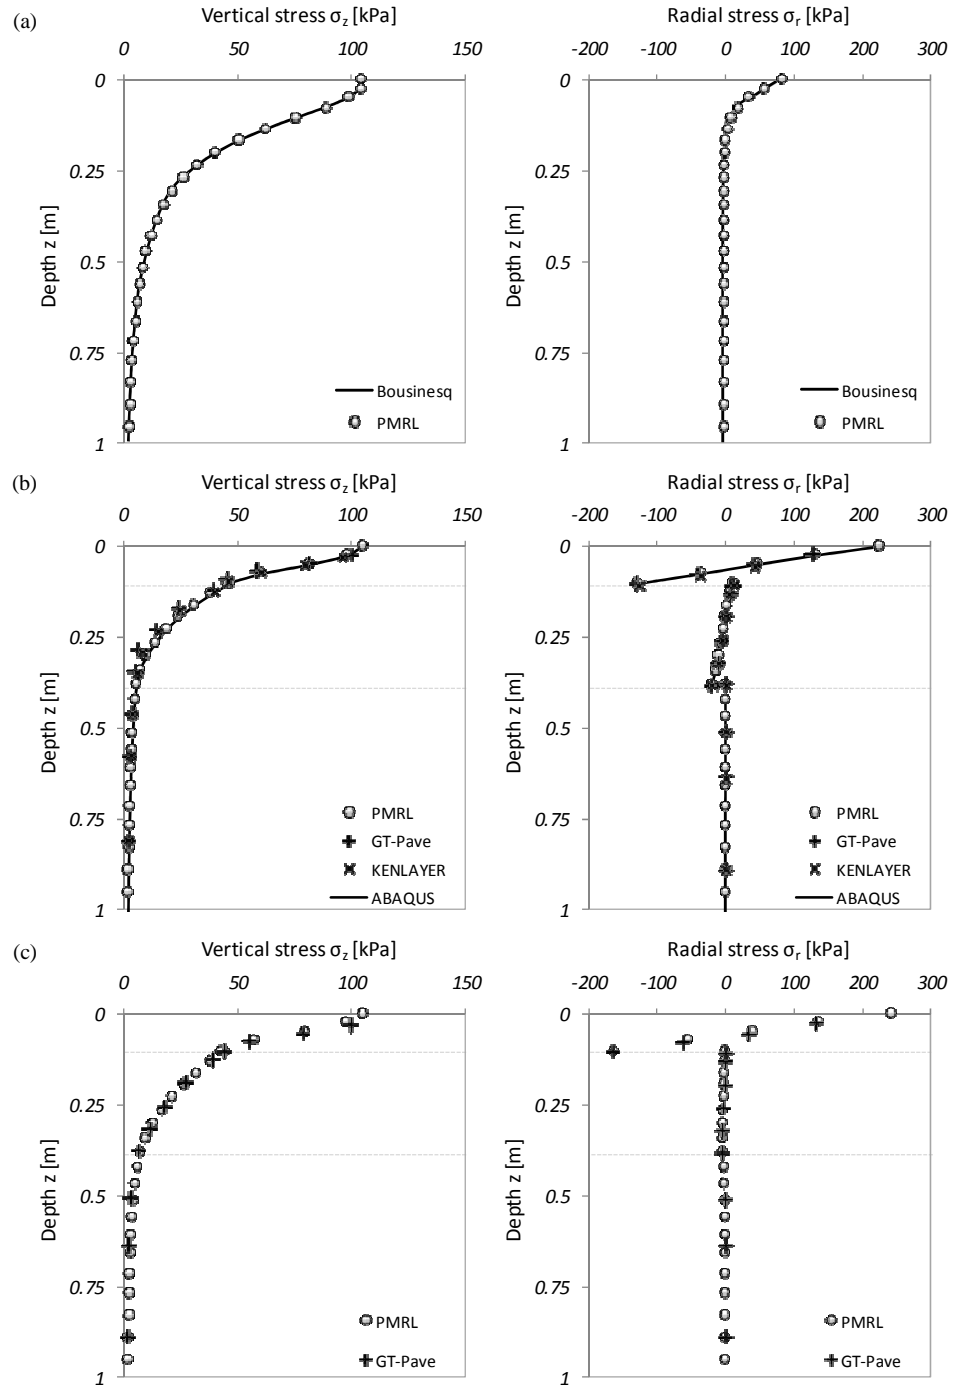 (a)
Vertical stress σz [kPa]
0 50 100 150
0
0.25
0.5
0.75
1
Depth z [m]
Bousinesq
PMRL
Radial stress σr [kPa]
-200 -100 0 100 200 300
0
0.25
0.5
0.75
1
Depth z [m]
Bousinesq
PMRL
(b)
Vertical stress σz [kPa]
0 50 100 150
0
0.25
0.5
0.75
1
Depth z [m]
PMRL
GT-Pave
KENLAYER
ABAQUS
Radial stress σr [kPa]
-200 -100 0 100 200 300
0
0.25
0.5
0.75
1
Depth z [m]
PMRL
GT-Pave
KENLAYER
ABAQUS
(c)
Vertical stress σz [kPa]
0 50 100 150
0
0.25
0.5
0.75
1
Depth z [m]
PMRL
GT-Pave
Radial stress σr [kPa]
-200 -100 0 100 200 300
0
0.25
0.5
0.75
1
Depth z [m]
PMRL
GT-Pave